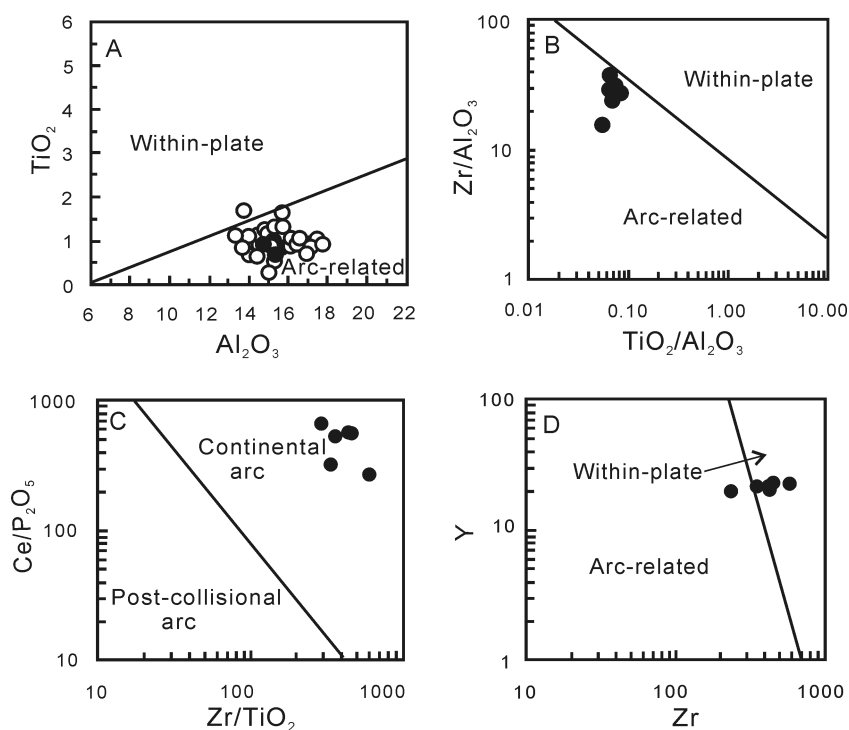 A
TiO₂
6
5
4
3
2
1
0
Within-plate
Arc-related
6 8 10 12 14 16 18 20 22
Al₂O₃
B
Zr/Al₂O₃
100
10
1
Within-plate
Arc-related
0.01 0.10 1.00 10.00
TiO₂/Al₂O₃
C
Ce/P₂O₅
1000
100
10
Continental
arc
Post-collisional
arc
10 100 1000
Zr/TiO₂
D
Y
100
10
1
Within-plate
Arc-related
10 100 1000
Zr